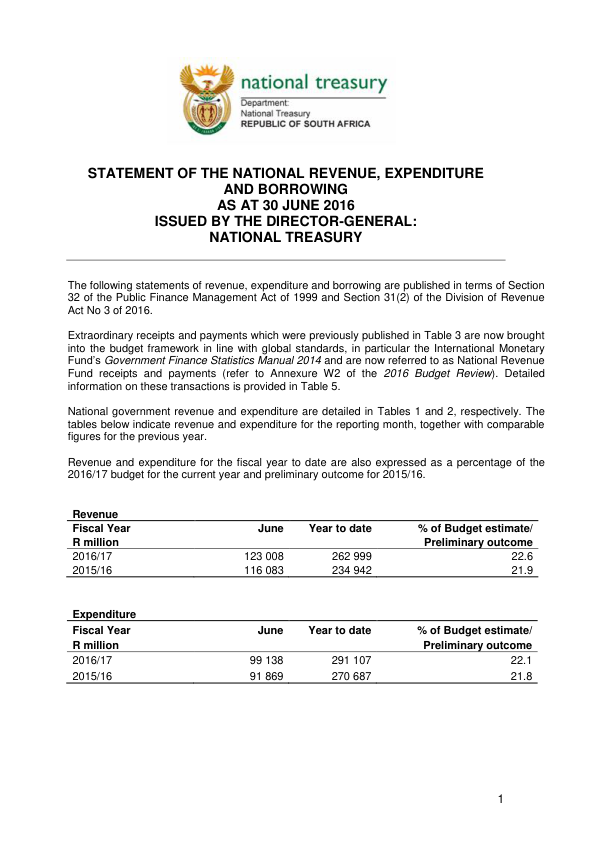 national treasury
Department:
National Treasury
REPUBLIC OF SOUTH AFRICA
STATEMENT OF THE NATIONAL REVENUE, EXPENDITURE
AND BORROWING
AS AT 30 JUNE 2016
ISSUED BY THE DIRECTOR-GENERAL:
NATIONAL TREASURY
The following statements of revenue, expenditure and borrowing are published in terms of Section
32 of the Public Finance Management Act of 1999 and Section 31(2) of the Division of Revenue
Act No 3 of 2016.
Extraordinary receipts and payments which were previously published in Table 3 are now brought
into the budget framework in line with global standards, in particular the International Monetary
Fund's Government Finance Statistics Manual 2014 and are now referred to as National Revenue
Fund receipts and payments (refer to Annexure W2 of the 2016 Budget Review). Detailed
information on these transactions is provided in Table 5.
National government revenue and expenditure are detailed in Tables 1 and 2, respectively. The
tables below indicate revenue and expenditure for the reporting month, together with comparable
figures for the previous year.
Revenue and expenditure for the fiscal year to date are also expressed as a percentage of the
2016/17 budget for the current year and preliminary outcome for 2015/16.
Revenue
Fiscal Year June Year to date % of Budget estimate/
R million Preliminary outcome
2016/17 123 008 262 999 22.6
2015/16 116 083 234 942 21.9
Expenditure
Fiscal Year June Year to date % of Budget estimate/
R million Preliminary outcome
2016/17 99 138 291 107 22.1
2015/16 91 869 270 687 21.8
1